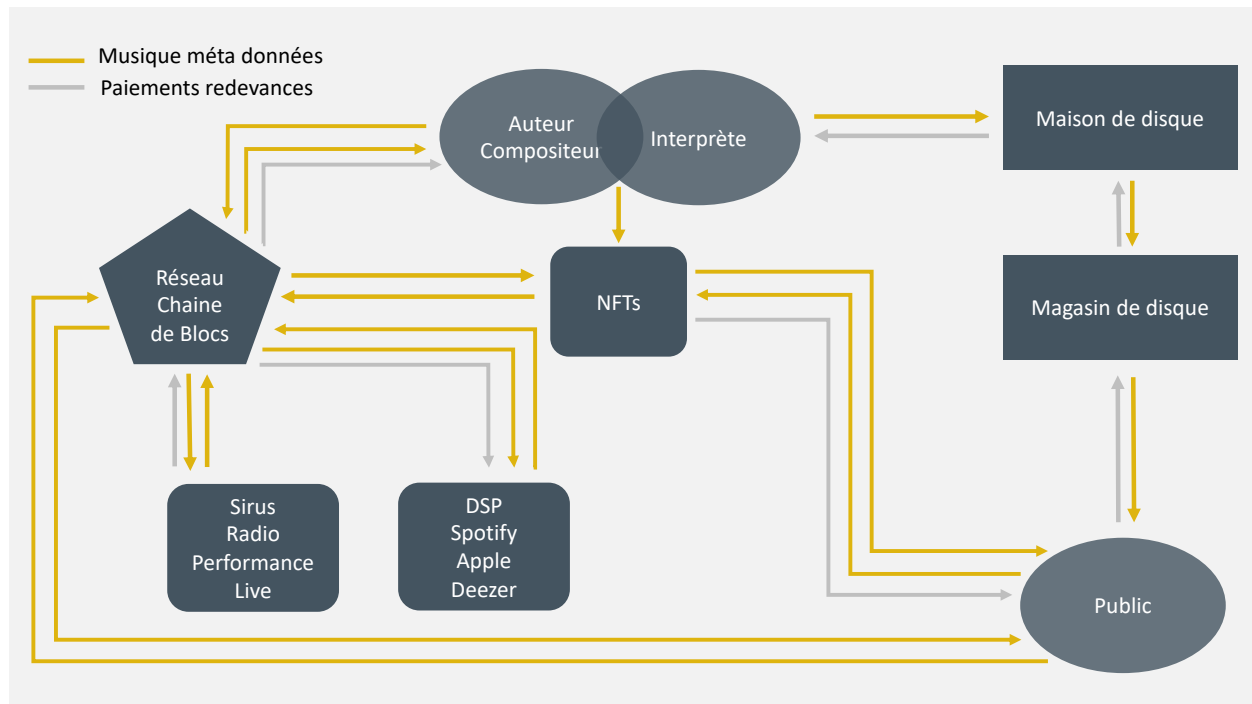 Musique méta données
Paiements redevances
Auteur
Compositeur
Interprète
Maison de disque
Réseau
Chaine
de Blocs
NFTs
Magasin de disque
Sirus
Radio
Performance
Live
DSP
Spotify
Apple
Deezer
Public